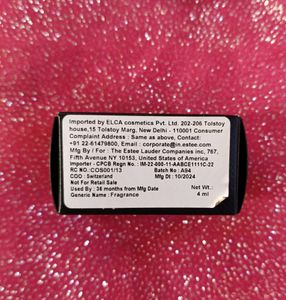 Imported by ELCA cosmetics Pvt. Ltd. 202-206 Tolstoy
house,15 Tolstoy Marg, New Delhi - 110001 Consumer
Complaint Address : Same as above, Contact:
+91 22-61479800, Email : corporate@in.estee.com
Mfg By / For : The Estee Lauder Companies inc, 767,
Fifth Avenue NY 10153, United States of America
Importer - CPCB Regn No. : IM-22-000-11-AABCE1111C-22
RC NO.: COS001/13 Batch No : A94
COO : Switzerland Mfg Dt : 10/2024
Not For Retail Sale
Used By : 36 months from Mfg Date Net Wt.:
Generic Name : Fragrance 4 ml